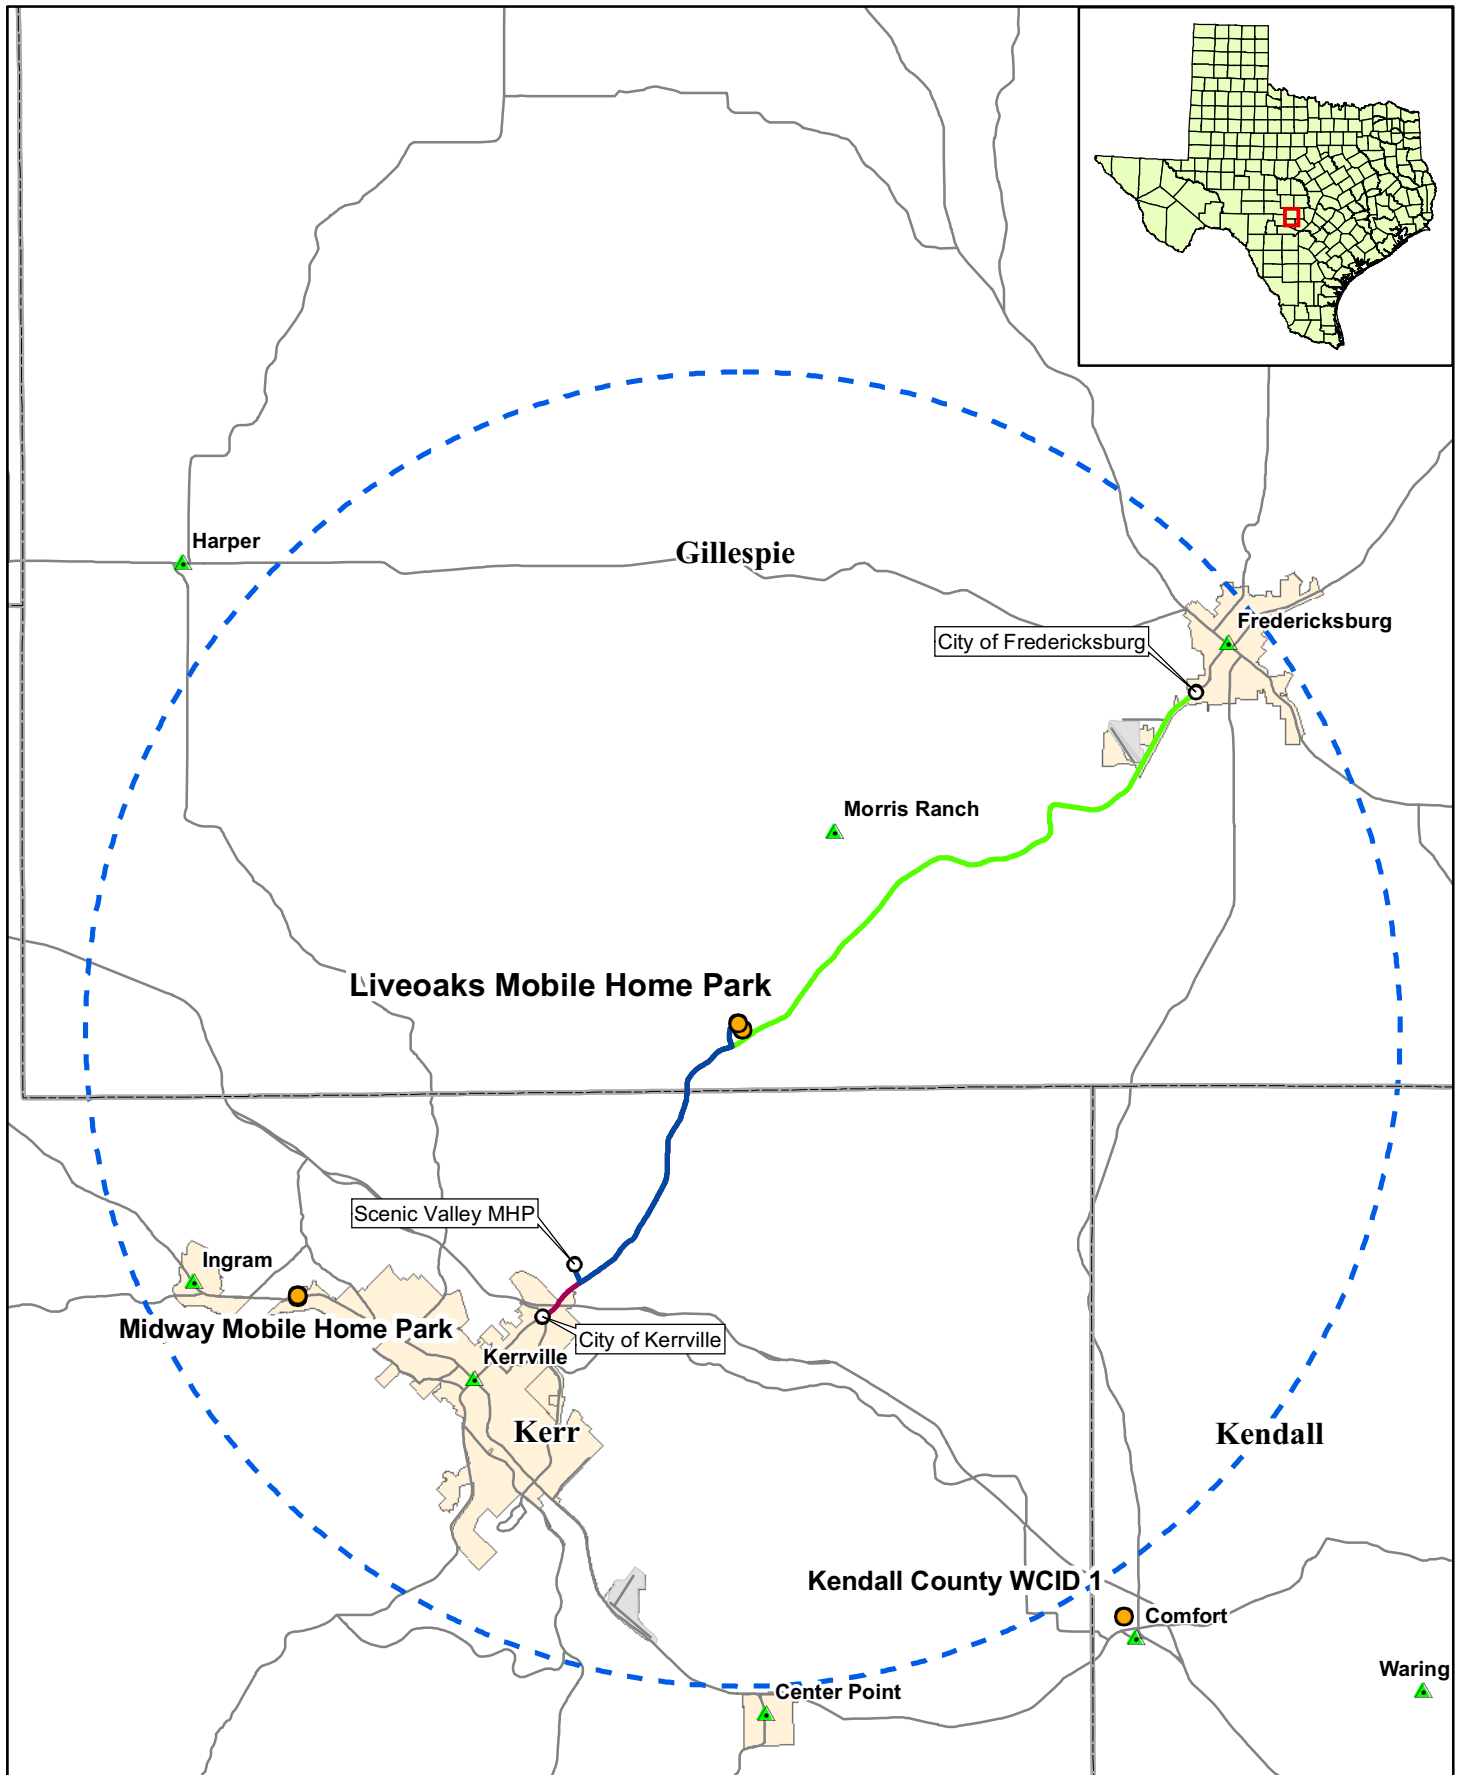 Harper
Gillespie
Fredericksburg
City of Fredericksburg
Morris Ranch
Liveoaks Mobile Home Park
Scenic Valley MHP
Ingram
Midway Mobile Home Park
City of Kerrville
Kerrville
Kerr
Kendall
Kendall County WCID 1
Comfort
Waring
Center Point